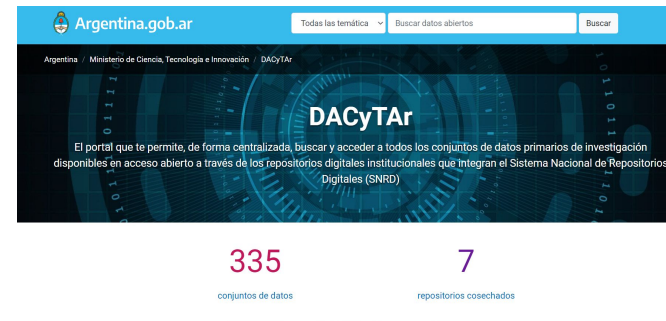 Argentina.gob.ar
Todas las temática
Buscar datos abiertos
Buscar
Argentina / Ministerio de Ciencia, Tecnología e Innovación / DACyTAr
DACyTAr
El portal que te permite, de forma centralizada, buscar y acceder a todos los conjuntos de datos primarios de investigación
disponibles en acceso abierto a través de los repositorios digitales institucionales que integran el Sistema Nacional de Repositorios
Digitales (SNRD)
335
7
conjuntos de datos
repositorios cosechados